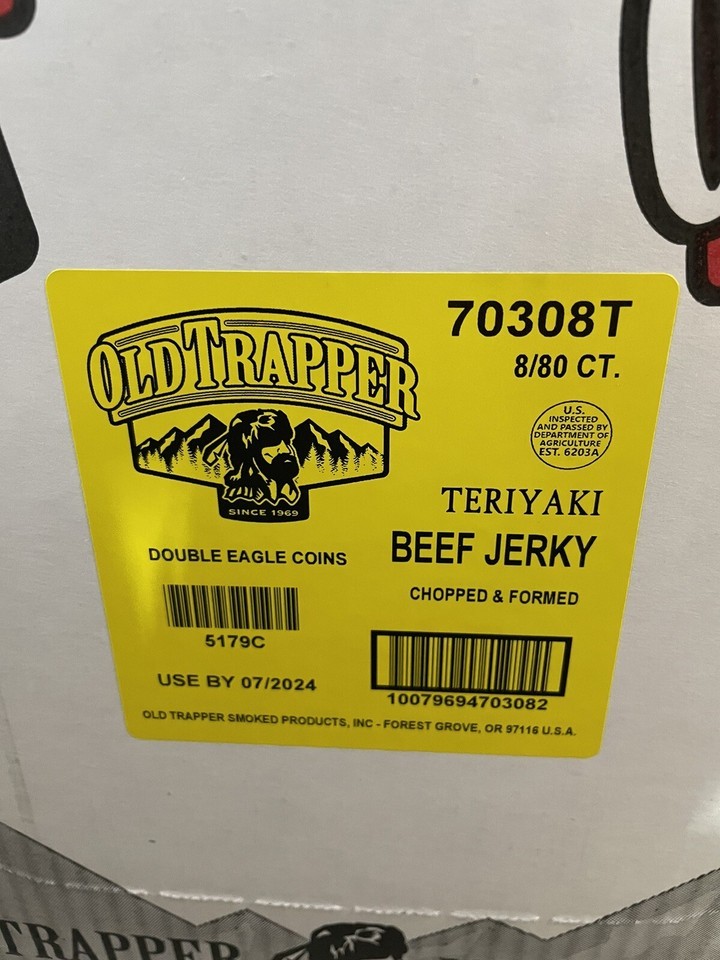 OLD TRAPPER
SINCE 1969
70308T
8/80 CT.
U.S.
INSPECTED
AND PASSED BY
DEPARTMENT OF
AGRICULTURE
EST. 6203A
TERIYAKI
BEEF JERKY
CHOPPED & FORMED
DOUBLE EAGLE COINS
5179C
USE BY 07/2024
10079694703082
OLD TRAPPER SMOKED PRODUCTS, INC - FOREST GROVE, OR 97116 U.S.A.
TRAPPER